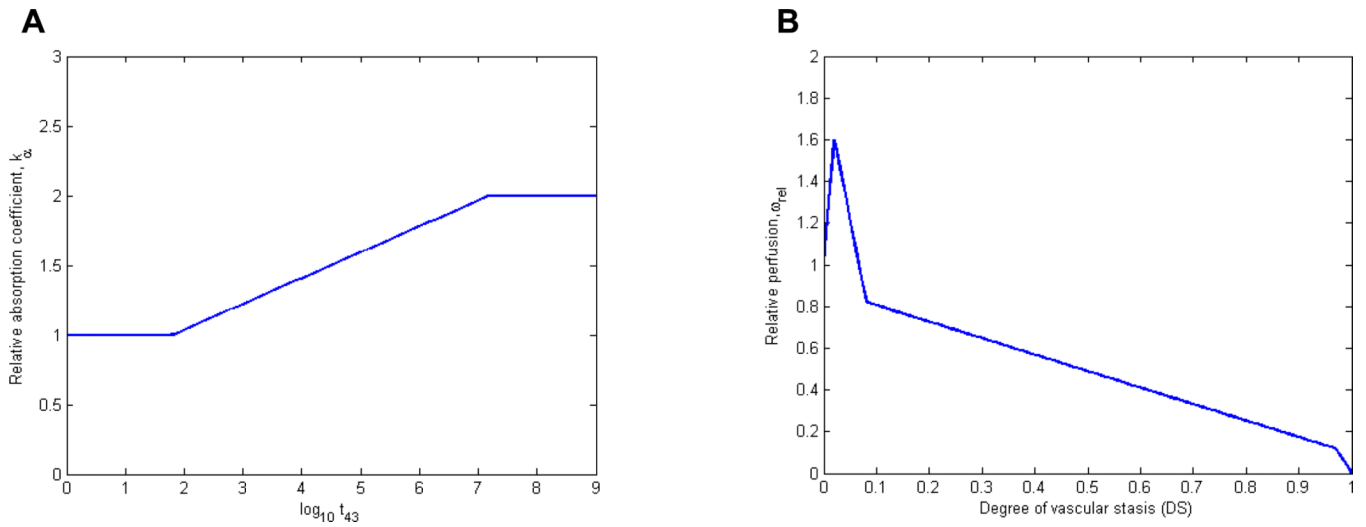 A
Relative absorption coefficient, kα
3
2.5
2
1.5
1
0.5
0
0 1 2 3 4 5 6 7 8 9
log10 t43
B
Relative perfusion, ωrel
2
1.8
1.6
1.4
1.2
1
0.8
0.6
0.4
0.2
0
0 0.1 0.2 0.3 0.4 0.5 0.6 0.7 0.8 0.9 1
Degree of vascular stasis (DS)